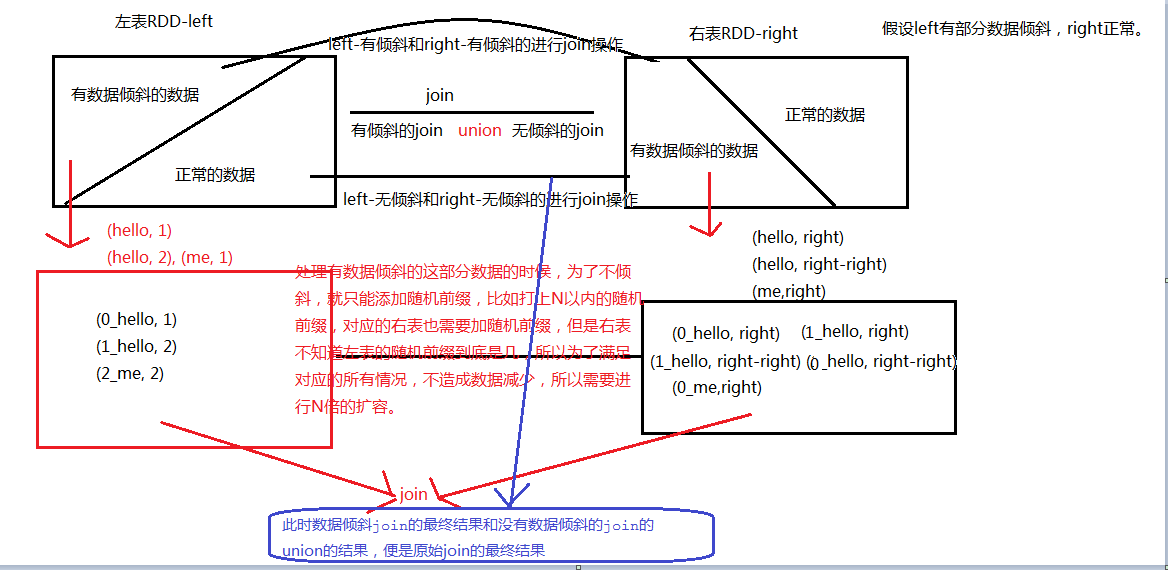 左表RDD-left
右表RDD-right
假设left有部分数据倾斜，right正常。
left-有倾斜和right-有倾斜的进行join操作
有数据倾斜的数据
正常的数据
join
有倾斜的join union 无倾斜的join
left-无倾斜和right-无倾斜的进行join操作
正常的数据
有数据倾斜的数据
(hello, 1)
(hello, 2), (me, 1)
(hello, right)
(hello, right-right)
(me,right)
(0_hello, 1)
(1_hello, 2)
(2_me, 2)
处理有数据倾斜的这部分数据的时候，为了不倾
斜，就只能添加随机前缀，比如打上N以内的随机
前缀，对应的右表也需要加随机前缀，但是右表
不知道左表的随机前缀到底是几，所以为了满足
对应的所有情况，不造成数据减少，所以需要进
行N倍的扩容。
(0_hello, right) (1_hello, right)
(1_hello, right-right) (0_hello, right-right)
(0_me,right)
join
此时数据倾斜join的最终结果和没有数据倾斜的join的
union的结果，便是原始join的最终结果